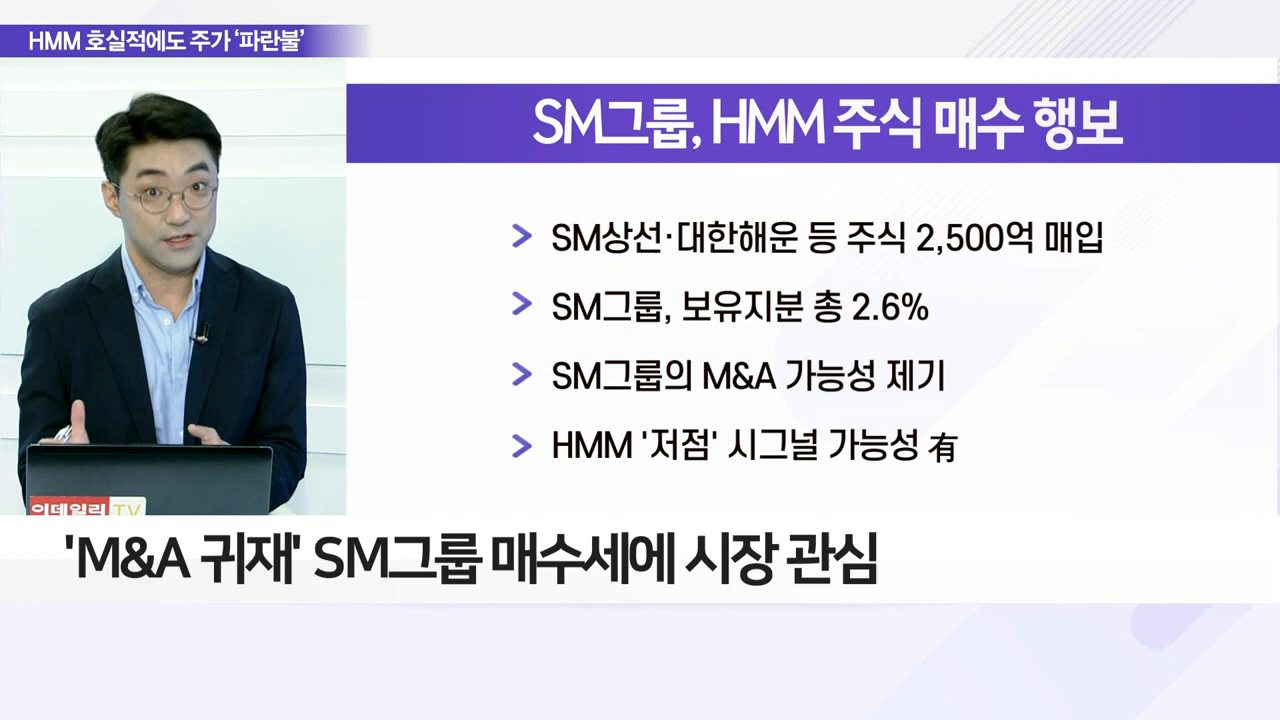 HMM 호실적에도 주가 ‘파란불’
SM그룹, HMM 주식 매수 행보
> SM상선·대한해운 등 주식 2,500억 매입
> SM그룹, 보유지분 총 2.6%
> SM그룹의 M&A 가능성 제기
> HMM '저점' 시그널 가능성 有
이데일리 TV
'M&A 귀재' SM그룹 매수세에 시장 관심